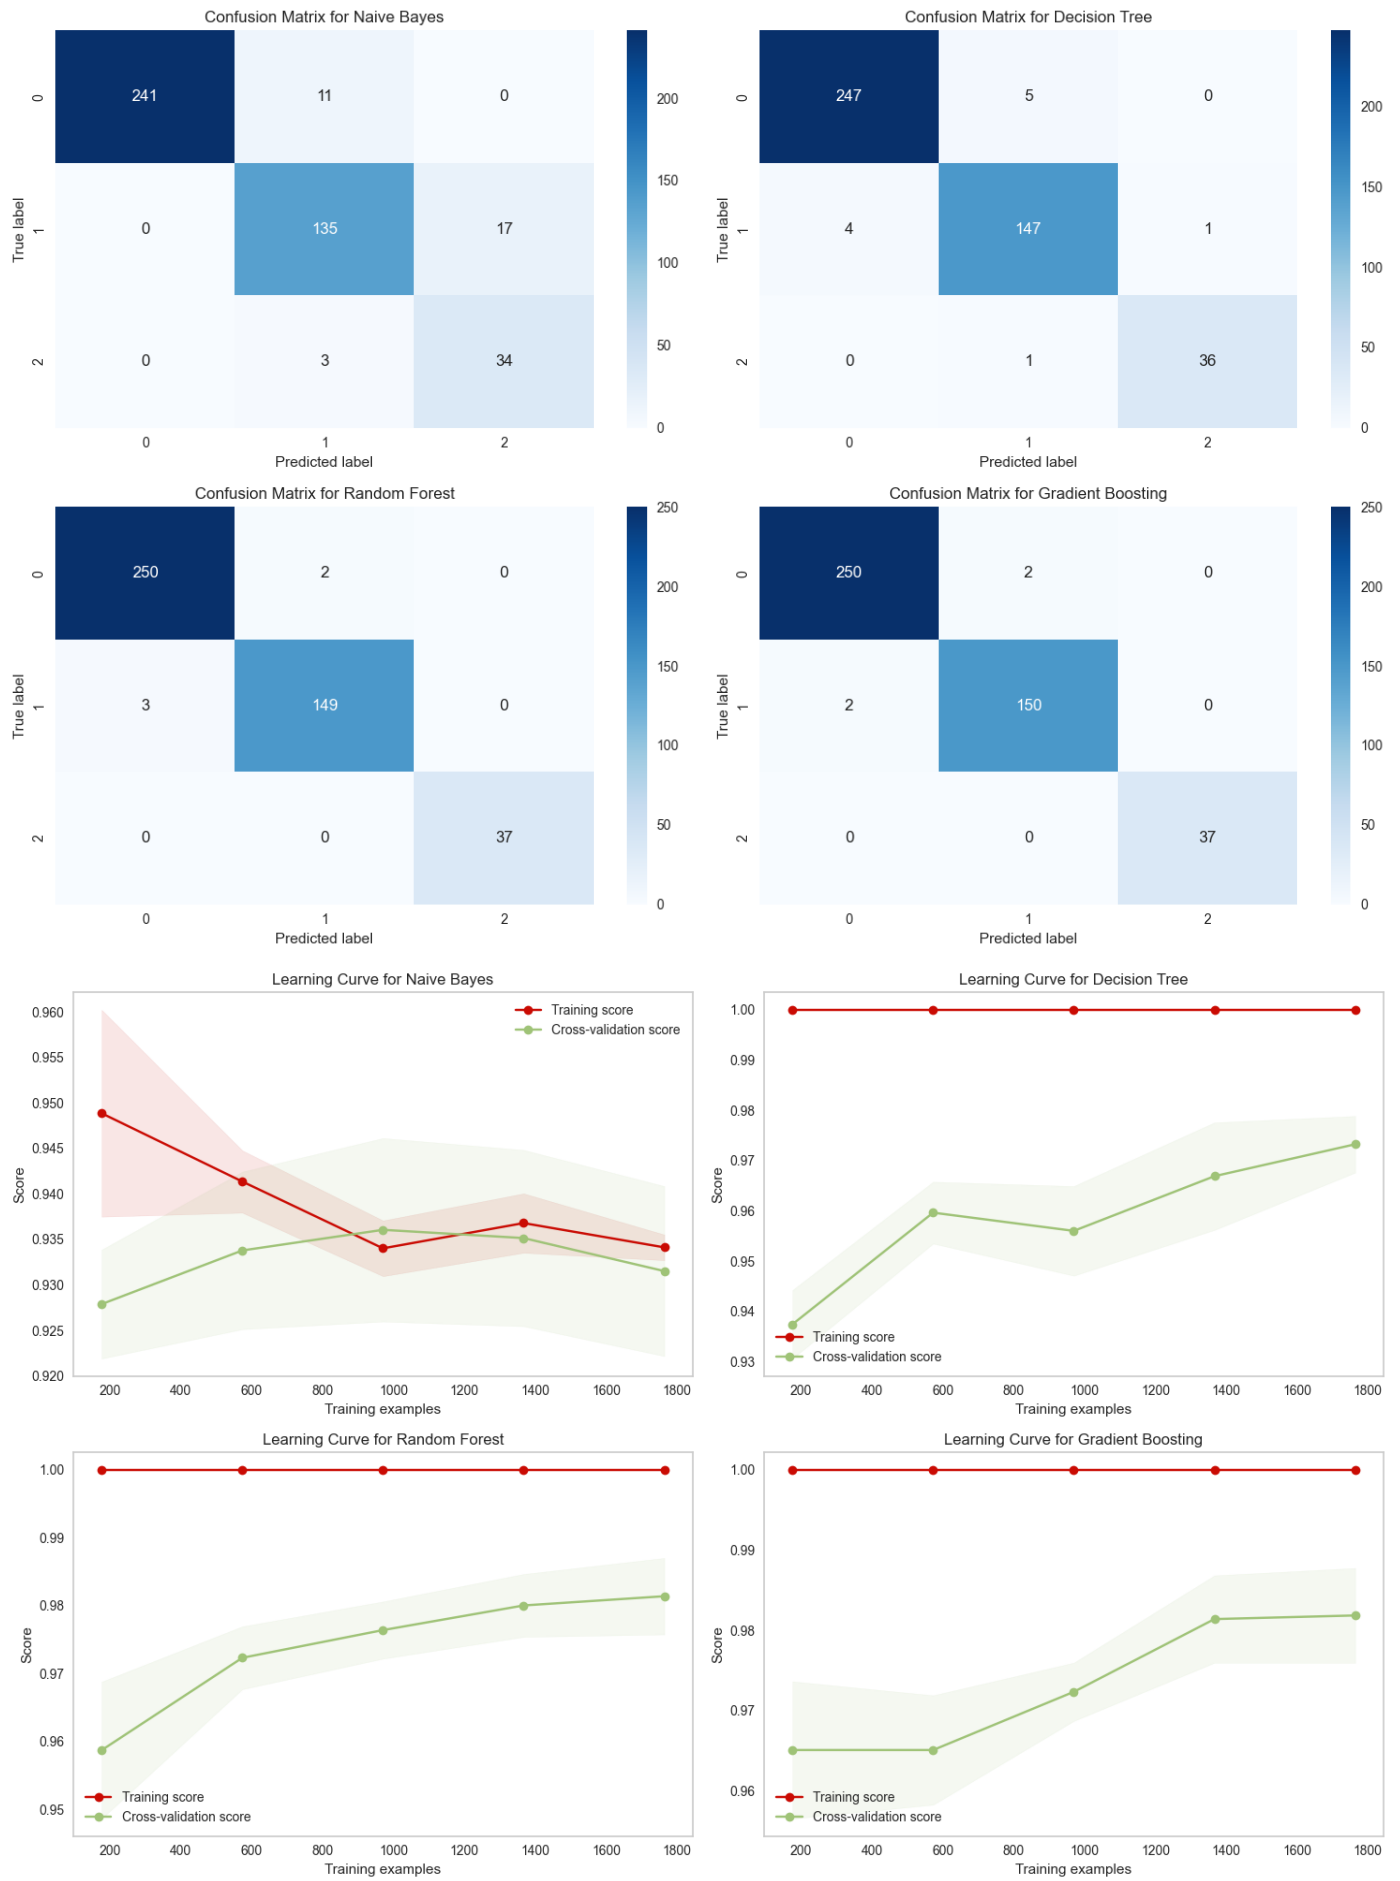 Confusion Matrix for Naive Bayes
241 11 0
0 135 17
0 3 34
0
1
2
True label
0 1 2
Predicted label
200
150
100
50
0
Confusion Matrix for Decision Tree
247 5 0
4 147 1
0 1 36
0
1
2
True label
0 1 2
Predicted label
200
150
100
50
0
Confusion Matrix for Random Forest
250 2 0
3 149 0
0 0 37
0
1
2
True label
0 1 2
Predicted label
250
200
150
100
50
0
Confusion Matrix for Gradient Boosting
250 2 0
2 150 0
0 0 37
0
1
2
True label
0 1 2
Predicted label
250
200
150
100
50
0
Learning Curve for Naive Bayes
Training score
Cross-validation score
0.960
0.955
0.950
0.945
0.940
0.935
0.930
0.925
0.920
Score
200 400 600 800 1000 1200 1400 1600 1800
Training examples
Learning Curve for Decision Tree
1.00
0.99
0.98
0.97
0.96
0.95
0.94
0.93
Score
Training score
Cross-validation score
200 400 600 800 1000 1200 1400 1600 1800
Training examples
Learning Curve for Random Forest
1.00
0.99
0.98
0.97
0.96
0.95
Score
Training score
Cross-validation score
200 400 600 800 1000 1200 1400 1600 1800
Training examples
Learning Curve for Gradient Boosting
1.00
0.99
0.98
0.97
0.96
Score
Training score
Cross-validation score
200 400 600 800 1000 1200 1400 1600 1800
Training examples